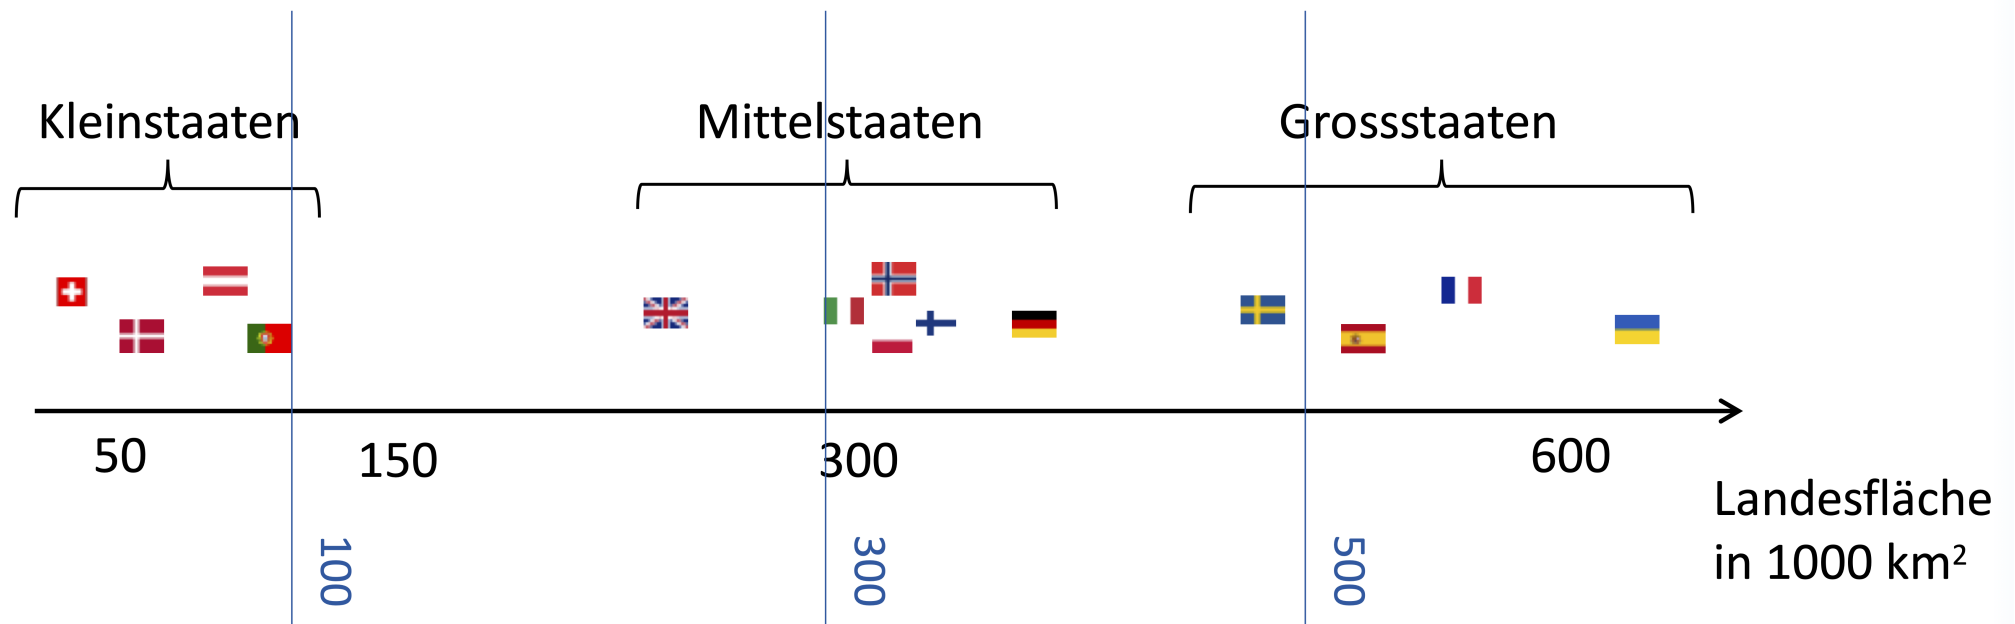 Kleinstaaten
Mittelstaaten
Grossstaaten
50
150
300
600
Landesfläche
in 1000 km²
100
300
500